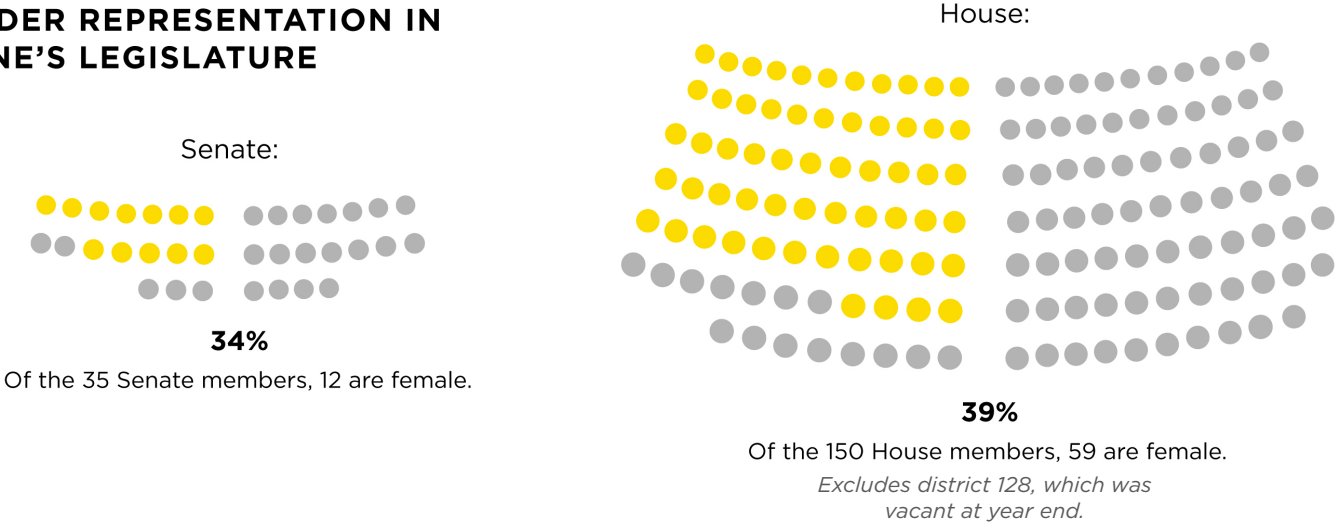 DER REPRESENTATION IN
NE’S LEGISLATURE
Senate:
34%
Of the 35 Senate members, 12 are female.
House:
39%
Of the 150 House members, 59 are female.
Excludes district 128, which was
vacant at year end.